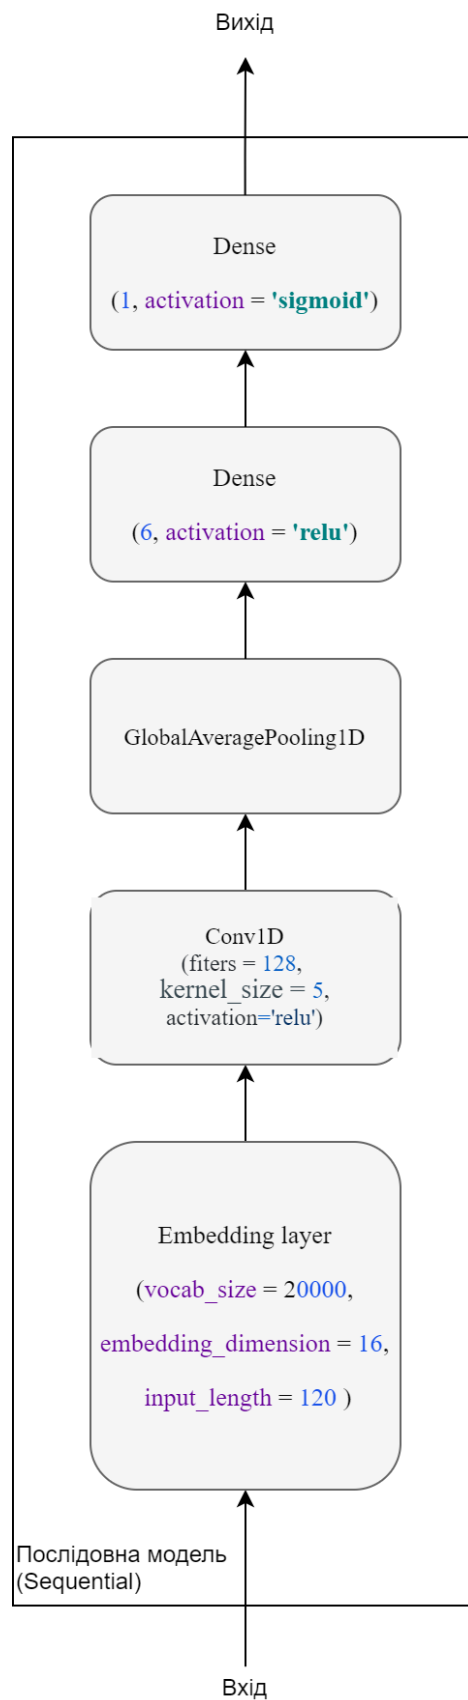 Вихід
Dense
(1, activation = 'sigmoid')
Dense
(6, activation = 'relu')
GlobalAveragePooling1D
Conv1D
(fiters = 128,
kernel_size = 5,
activation='relu')
Embedding layer
(vocab_size = 20000,
embedding_dimension = 16,
input_length = 120 )
Послідовна модель
(Sequential)
Вхід